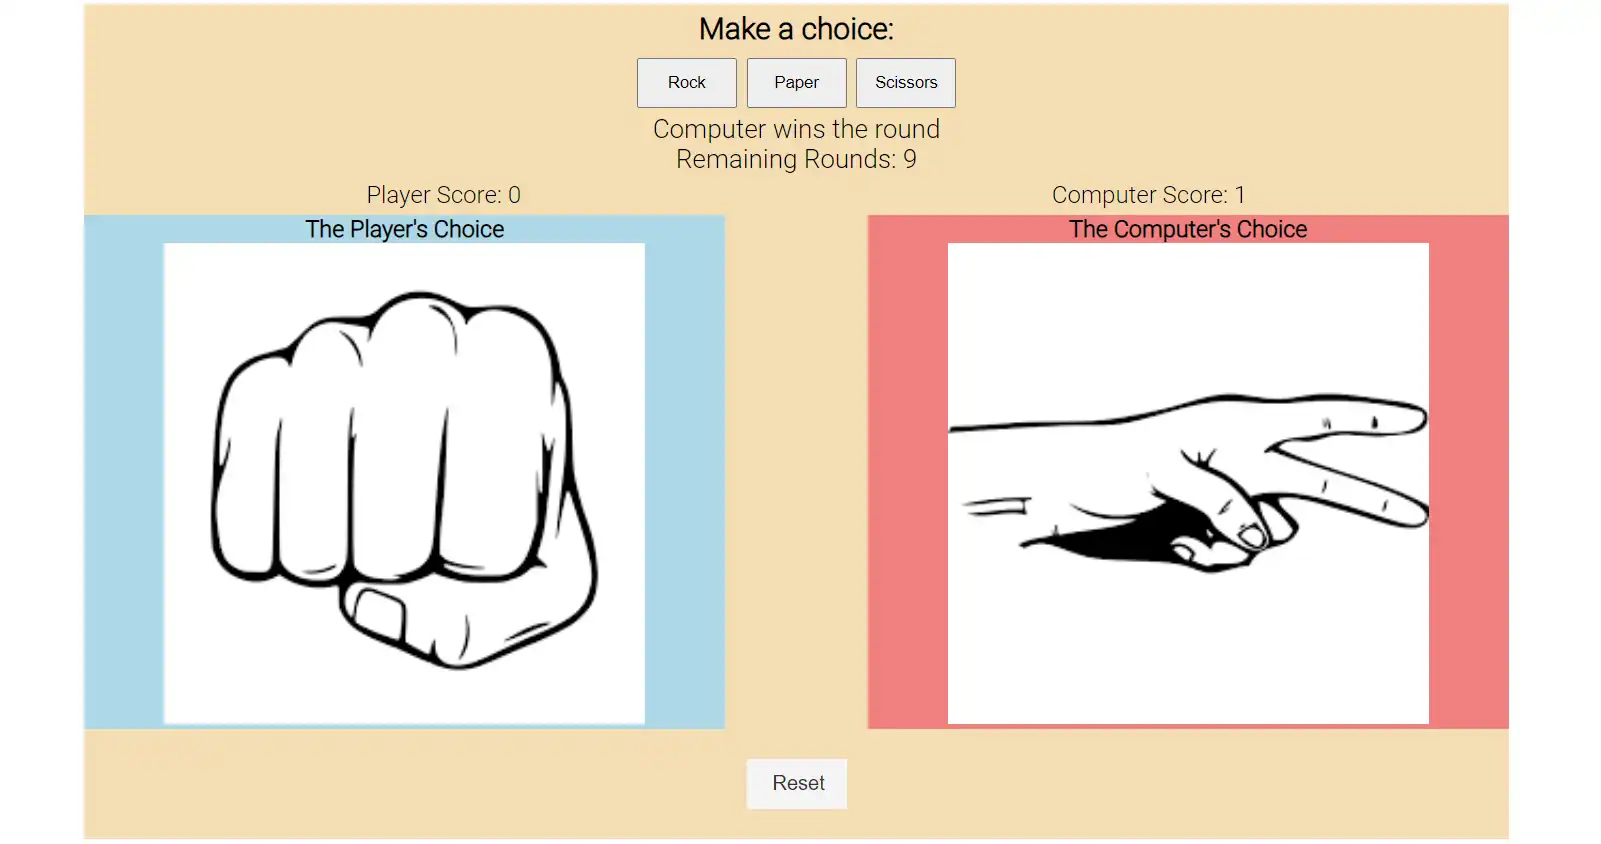 Make a choice:
Rock Paper Scissors
Computer wins the round
Remaining Rounds: 9
Player Score: 0
Computer Score: 1
The Player's Choice
The Computer's Choice
Reset